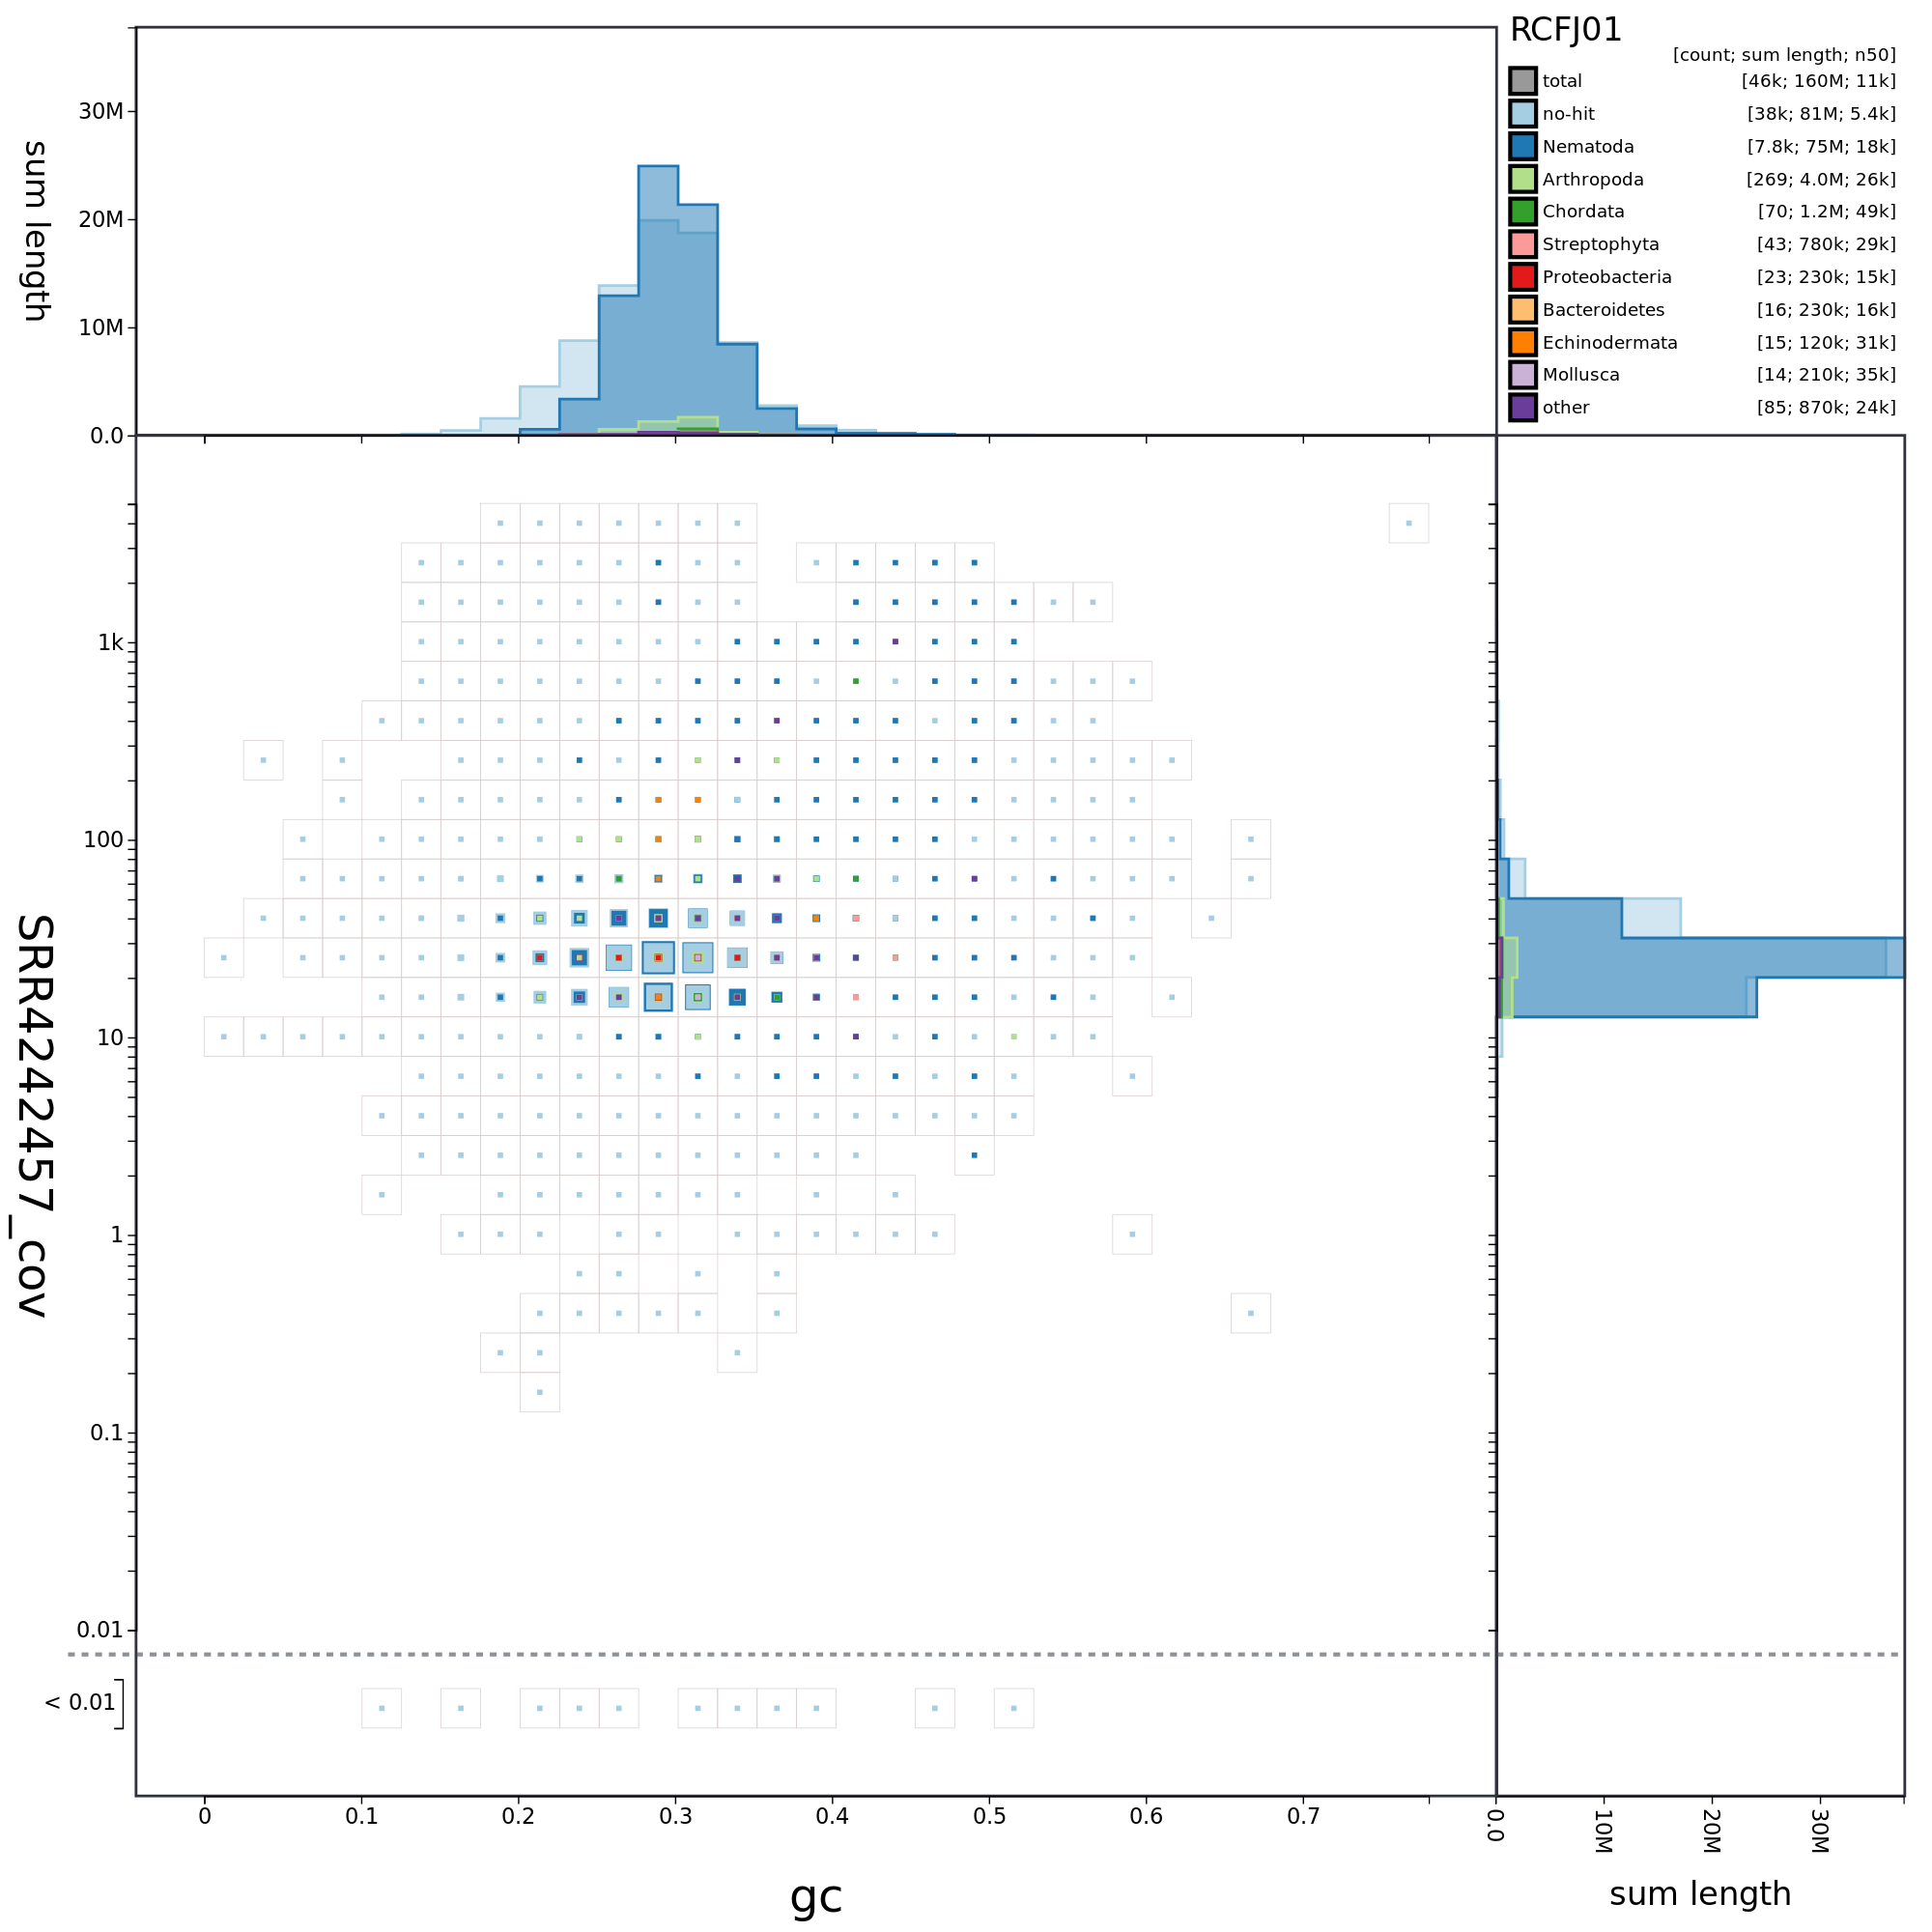 RCFJ01
[count; sum length; n50]
total [46k; 160M; 11k]
no-hit [38k; 81M; 5.4k]
Nematoda [7.8k; 75M; 18k]
Arthropoda [269; 4.0M; 26k]
Chordata [70; 1.2M; 49k]
Streptophyta [43; 780k; 29k]
Proteobacteria [23; 230k; 15k]
Bacteroidetes [16; 230k; 16k]
Echinodermata [15; 120k; 31k]
Mollusca [14; 210k; 35k]
other [85; 870k; 24k]
sum length
30M
20M
10M
0.0
SRR4242457_cov
1k
100
10
1
0.1
0.01
< 0.01
0 0.1 0.2 0.3 0.4 0.5 0.6 0.7
gc
0.0 10M 20M 30M
sum length